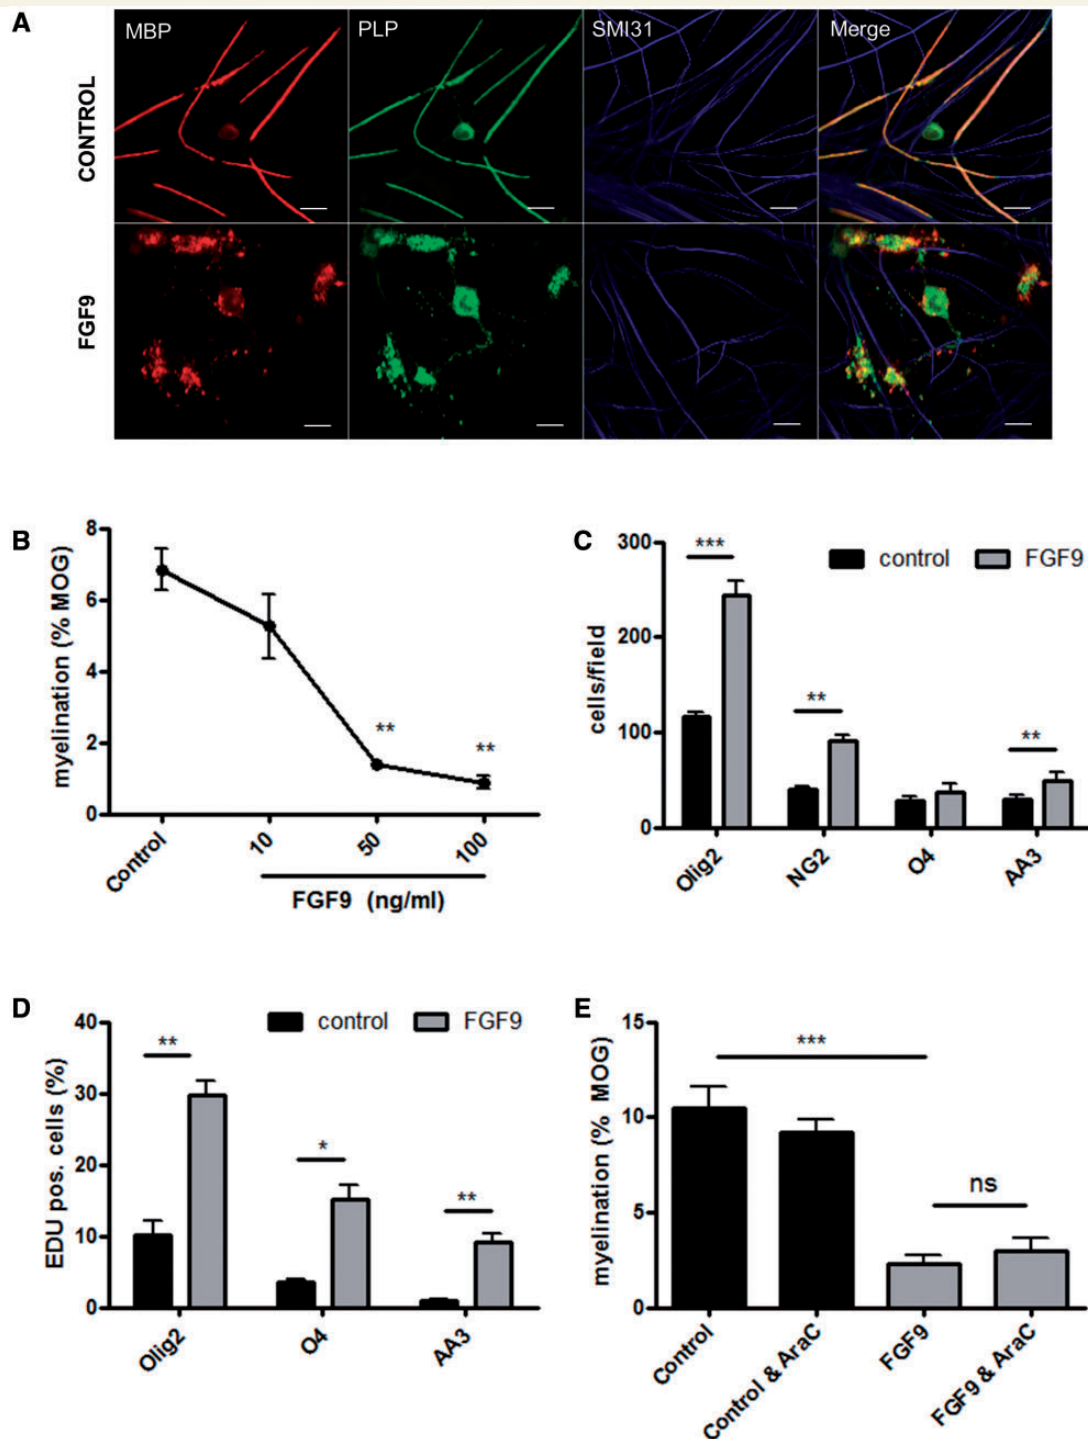 A
MBP PLP SMI31 Merge
CONTROL
FGF9
B
myelination (% MOG)
8
6
4
2
0
**
**
Control 10 50 100
FGF9 (ng/ml)
C
cells/field
300
200
100
0
control FGF9
***
**
**
Olig2 NG2 O4 AA3
D
EDU pos. cells (%)
40
30
20
10
0
control FGF9
**
*
**
Olig2 O4 AA3
E
myelination (% MOG)
15
10
5
0
***
ns
Control Control & AraC FGF9 FGF9 & AraC